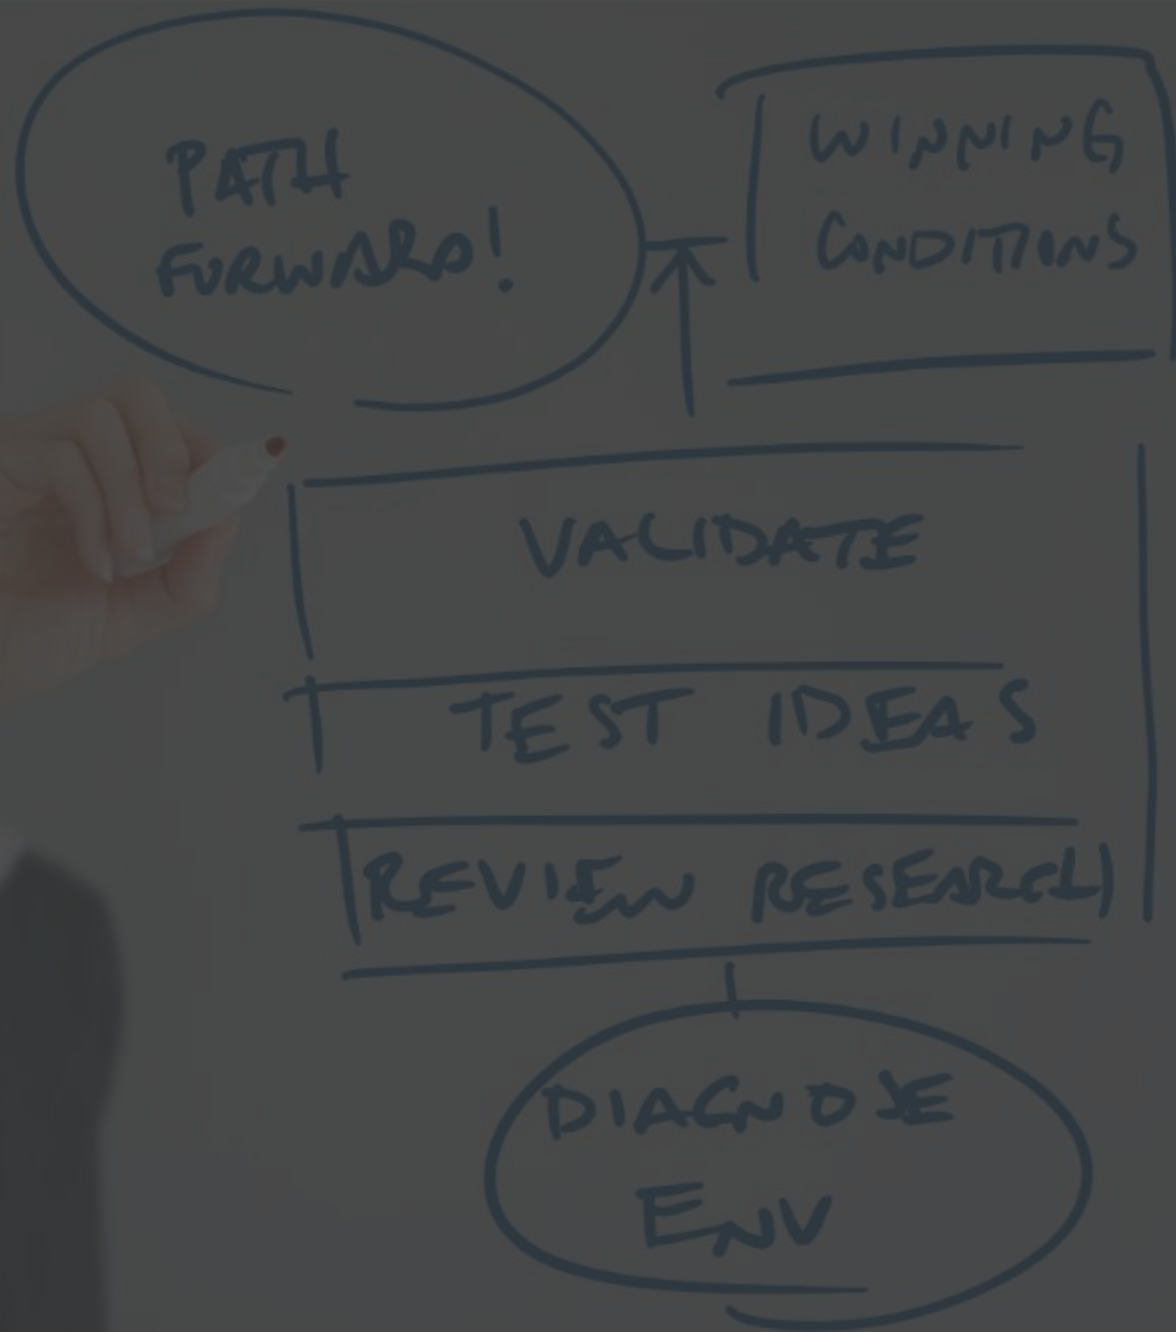 PATH
FORWARD!
WINNING
CONDITIONS
VALIDATE
TEST IDEAS
REVIEW RESEARCH
DIAGNOSE
ENV